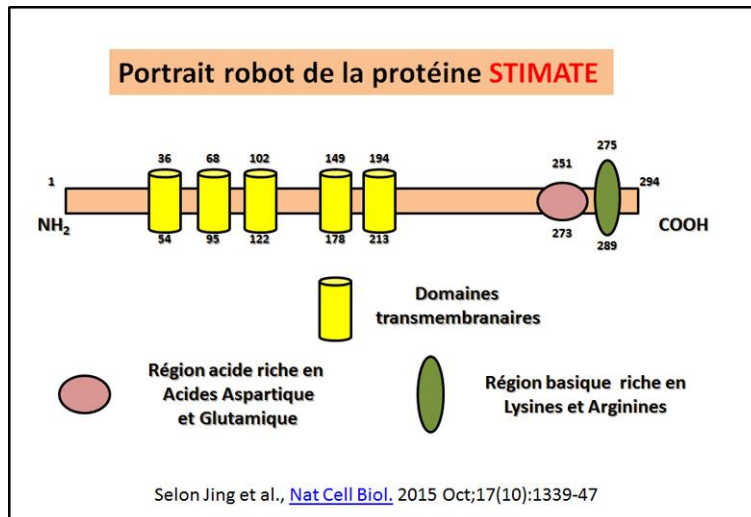 Portrait robot de la protéine STIMATE
36 68 102 149 194 251 275
1 294
NH2 COOH
54 95 122 178 213 273 289
Domaines
transmembranaires
Région acide riche en
Acides Aspartique
et Glutamique
Région basique riche en
Lysines et Arginines
Selon Jing et al., Nat Cell Biol. 2015 Oct;17(10):1339-47